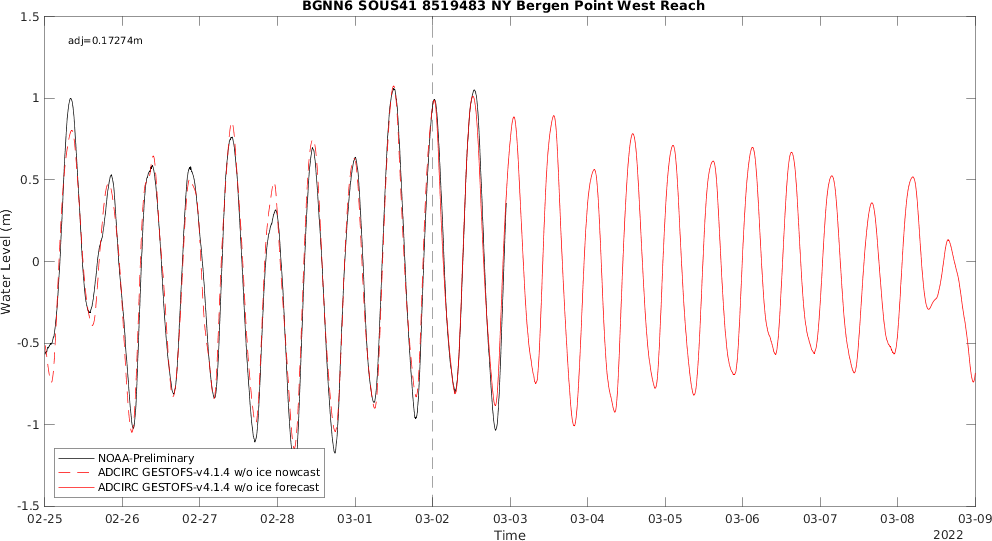 BGNN6 SOUS41 8519483 NY Bergen Point West Reach
adj=0.17274m
1.5
1
0.5
0
-0.5
-1
-1.5
Water Level (m)
NOAA-Preliminary
ADCIRC GESTOFS-v4.1.4 w/o ice nowcast
ADCIRC GESTOFS-v4.1.4 w/o ice forecast
02-25 02-26 02-27 02-28 03-01 03-02 03-03 03-04 03-05 03-06 03-07 03-08 03-09
Time
2022